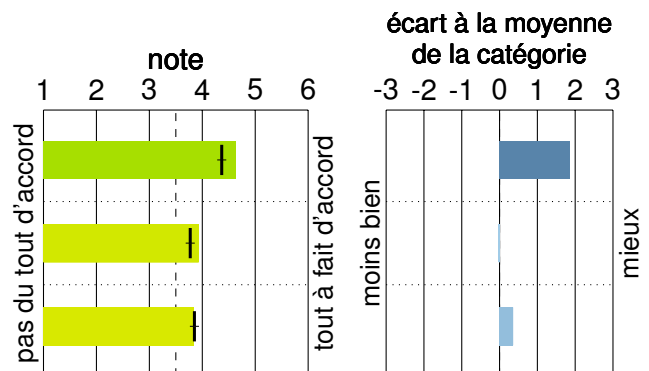 note
1 2 3 4 5 6
pas du tout d'accord
tout à fait d'accord
écart à la moyenne
de la catégorie
-3 -2 -1 0 1 2 3
moins bien
mieux